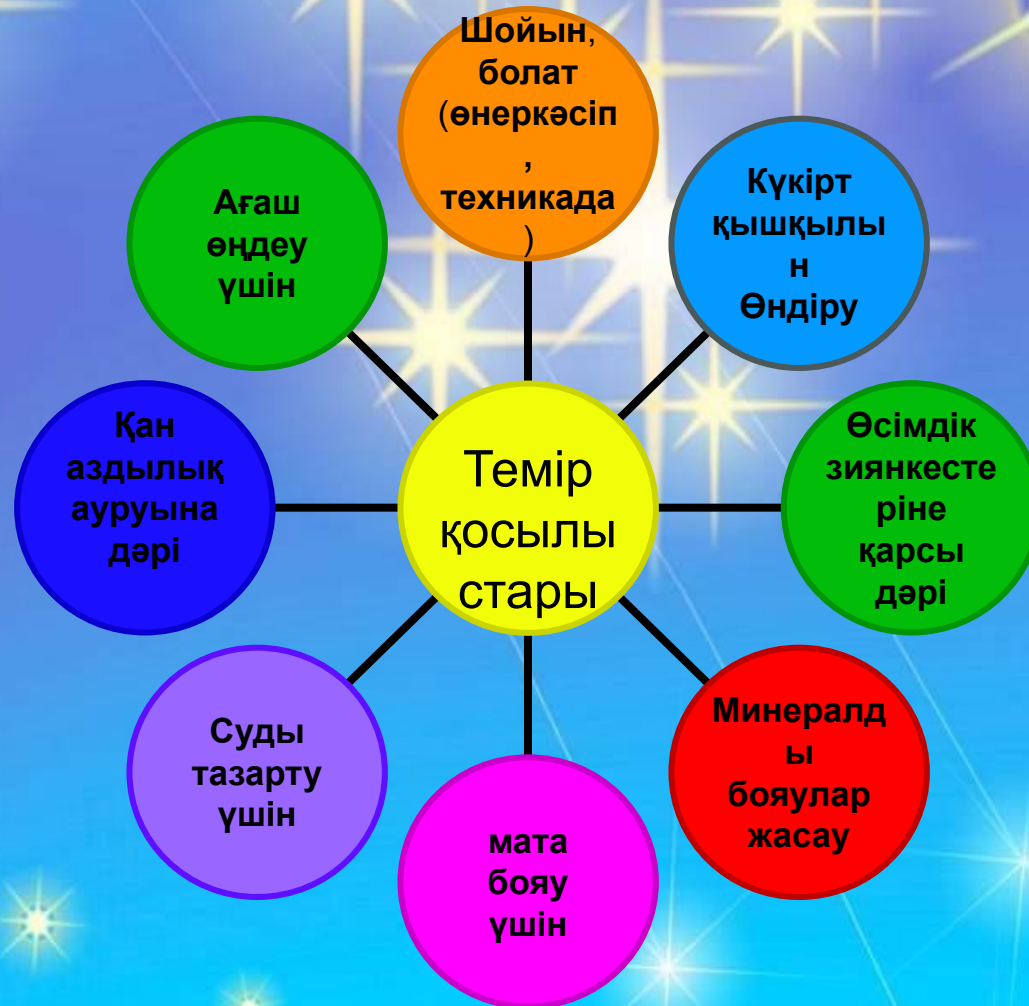 Шойын,
болат
(өнеркәсіп
,
техникада
)
Күкірт
қышқылы
н
Өндіру
Өсімдік
зиянкесте
ріне
қарсы
дәрі
Минералд
ы
бояулар
жасау
мата
бояу
үшін
Суды
тазарту
үшін
Қан
аздылық
ауруына
дәрі
Ағаш
өңдеу
үшін
Темір
қосылы
стары